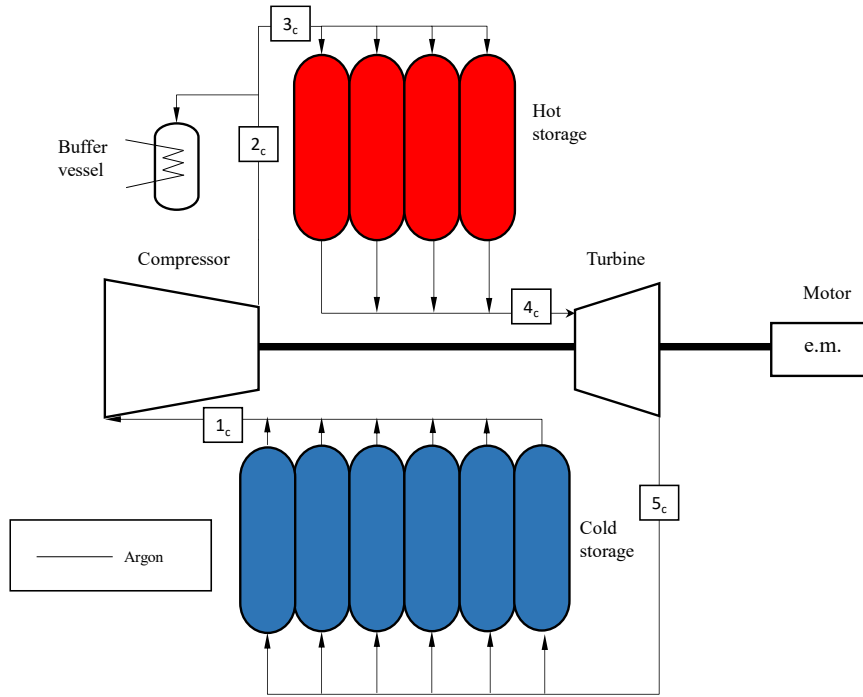 3c
Hot
storage
Buffer
vessel
2c
Compressor
Turbine
4c
Motor
e.m.
1c
5c
Cold
storage
Argon